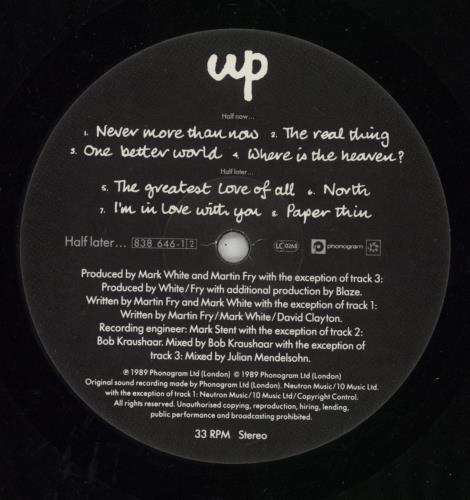 up
Half now...
1. Never more than now 2. The real thing
3. One better world 4. Where is the heaven?
Half later...
5. The greatest love of all 6. North
7. I'm in love with you 8. Paper thin
Half later... 838 646-1 2 LC 0268 phonogram
Produced by Mark White and Martin Fry with the exception of track 3:
Produced by White/Fry with additional production by Blaze.
Written by Martin Fry and Mark White with the exception of track 1:
Written by Martin Fry/Mark White/David Clayton.
Recording engineer: Mark Stent with the exception of track 2:
Bob Kraushaar. Mixed by Bob Kraushaar with the exception of
track 3: Mixed by Julian Mendelsohn.
℗ 1989 Phonogram Ltd (London) © 1989 Phonogram Ltd (London)
Original sound recording made by Phonogram Ltd (London). Neutron Music/10 Music Ltd.
with the exception of track 1: Neutron Music/10 Music Ltd/Copyright Control.
All rights reserved. Unauthorised copying, reproduction, hiring, lending,
public performance and broadcasting prohibited.
33 RPM Stereo